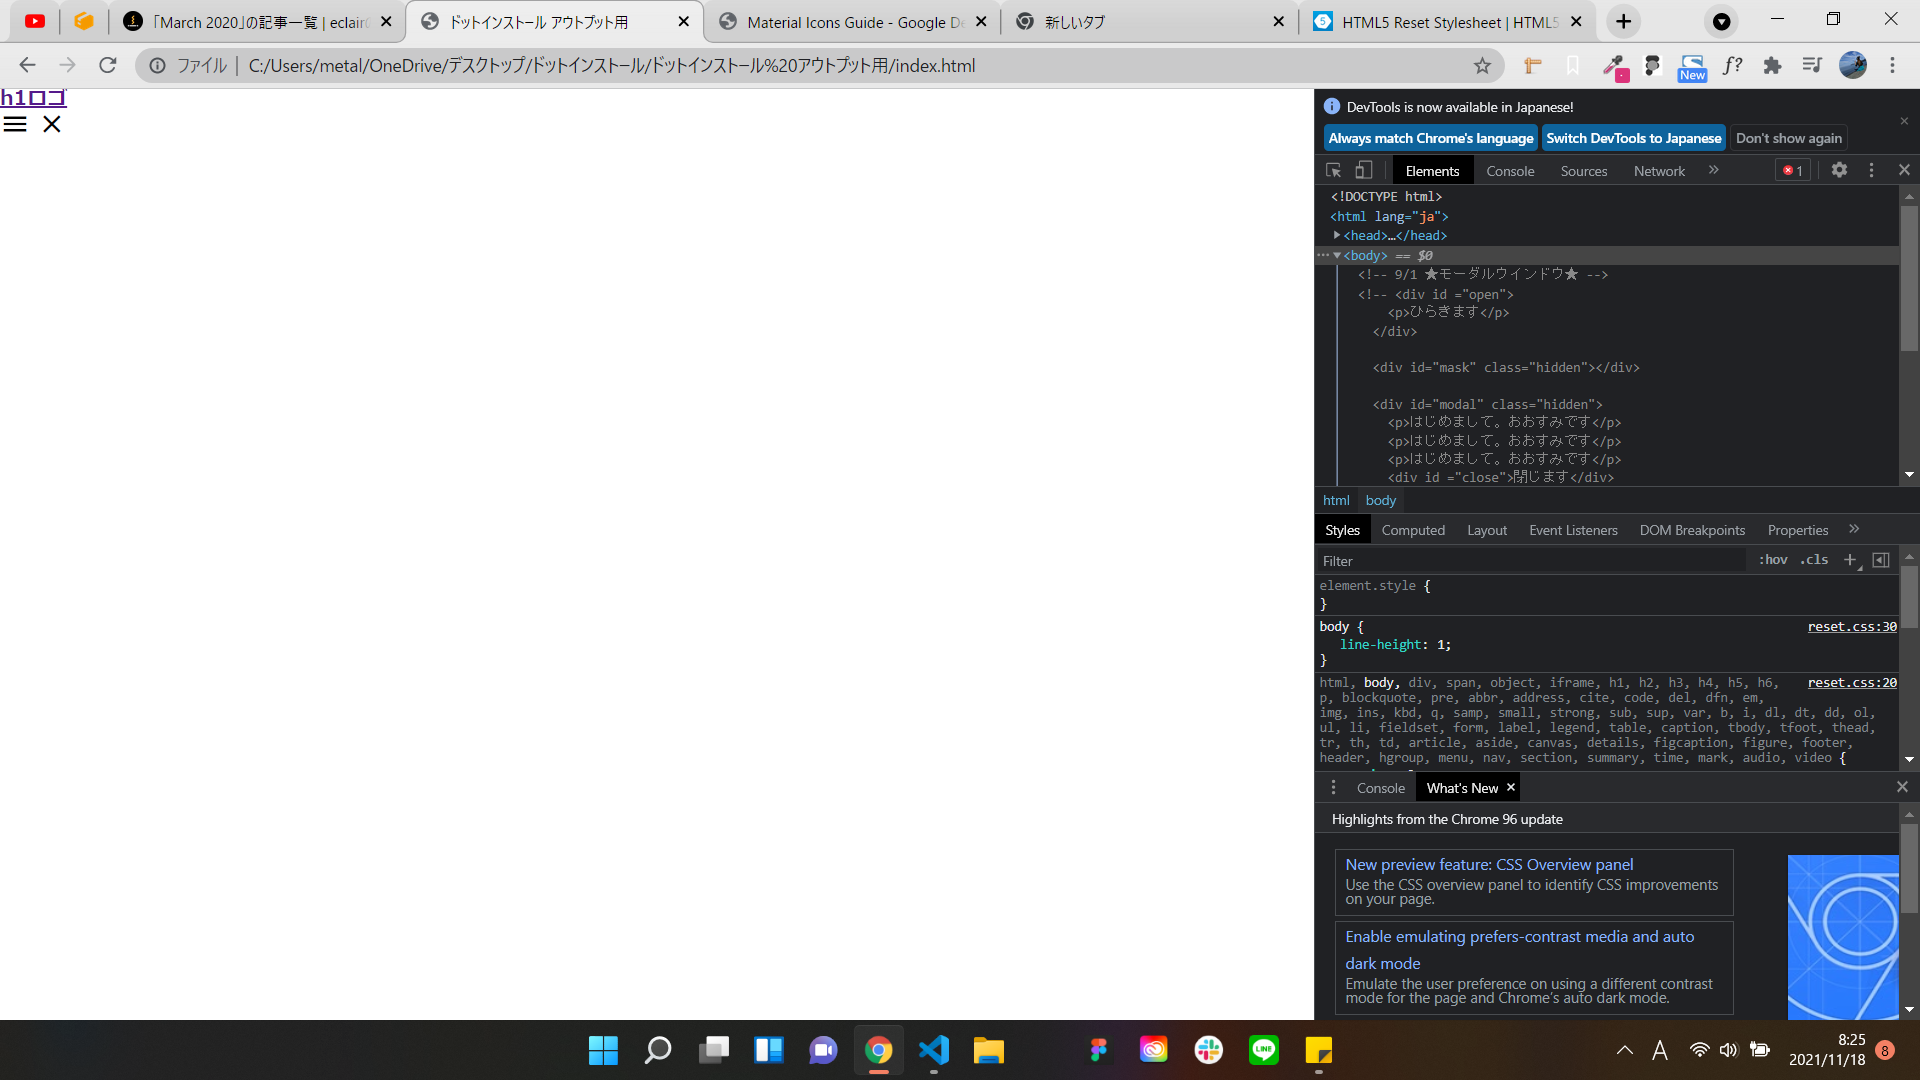 「March 2020」の記事一覧 | eclair
ドットインストール アウトプット用
Material Icons Guide - Google De
新しいタブ
HTML5 Reset Stylesheet | HTML5
ファイル | C:/Users/metal/OneDrive/デスクトップ/ドットインストール/ドットインストール%20アウトプット用/index.html
New
f?
h1ロゴ
DevTools is now available in Japanese!
Always match Chrome's language
Switch DevTools to Japanese
Don't show again
Elements
Console
Sources
Network
1
<!DOCTYPE html>
<html lang="ja">
<head>…</head>
<body> == $0
<!-- 9/1 ★モーダルウインドウ★ -->
<!-- <div id ="open">
<p>ひらきます</p>
</div>
<div id="mask" class="hidden"></div>
<div id="modal" class="hidden">
<p>はじめまして。おおすみです</p>
<p>はじめまして。おおすみです</p>
<p>はじめまして。おおすみです</p>
<div id ="close">閉じます</div>
html body
Styles
Computed
Layout
Event Listeners
DOM Breakpoints
Properties
Filter
:hov .cls
element.style {
}
body {
reset.css:30
line-height: 1;
}
html, body, div, span, object, iframe, h1, h2, h3, h4, h5, h6,
reset.css:20
p, blockquote, pre, abbr, address, cite, code, del, dfn, em,
img, ins, kbd, q, samp, small, strong, sub, sup, var, b, i, dl, dt, dd, ol,
ul, li, fieldset, form, label, legend, table, caption, tbody, tfoot, thead,
tr, th, td, article, aside, canvas, details, figcaption, figure, footer,
header, hgroup, menu, nav, section, summary, time, mark, audio, video {
Console
What's New
Highlights from the Chrome 96 update
New preview feature: CSS Overview panel
Use the CSS overview panel to identify CSS improvements
on your page.
Enable emulating prefers-contrast media and auto
dark mode
Emulate the user preference on using a different contrast
mode for the page and Chrome's auto dark mode.
LINE
A
8:25
2021/11/18
8